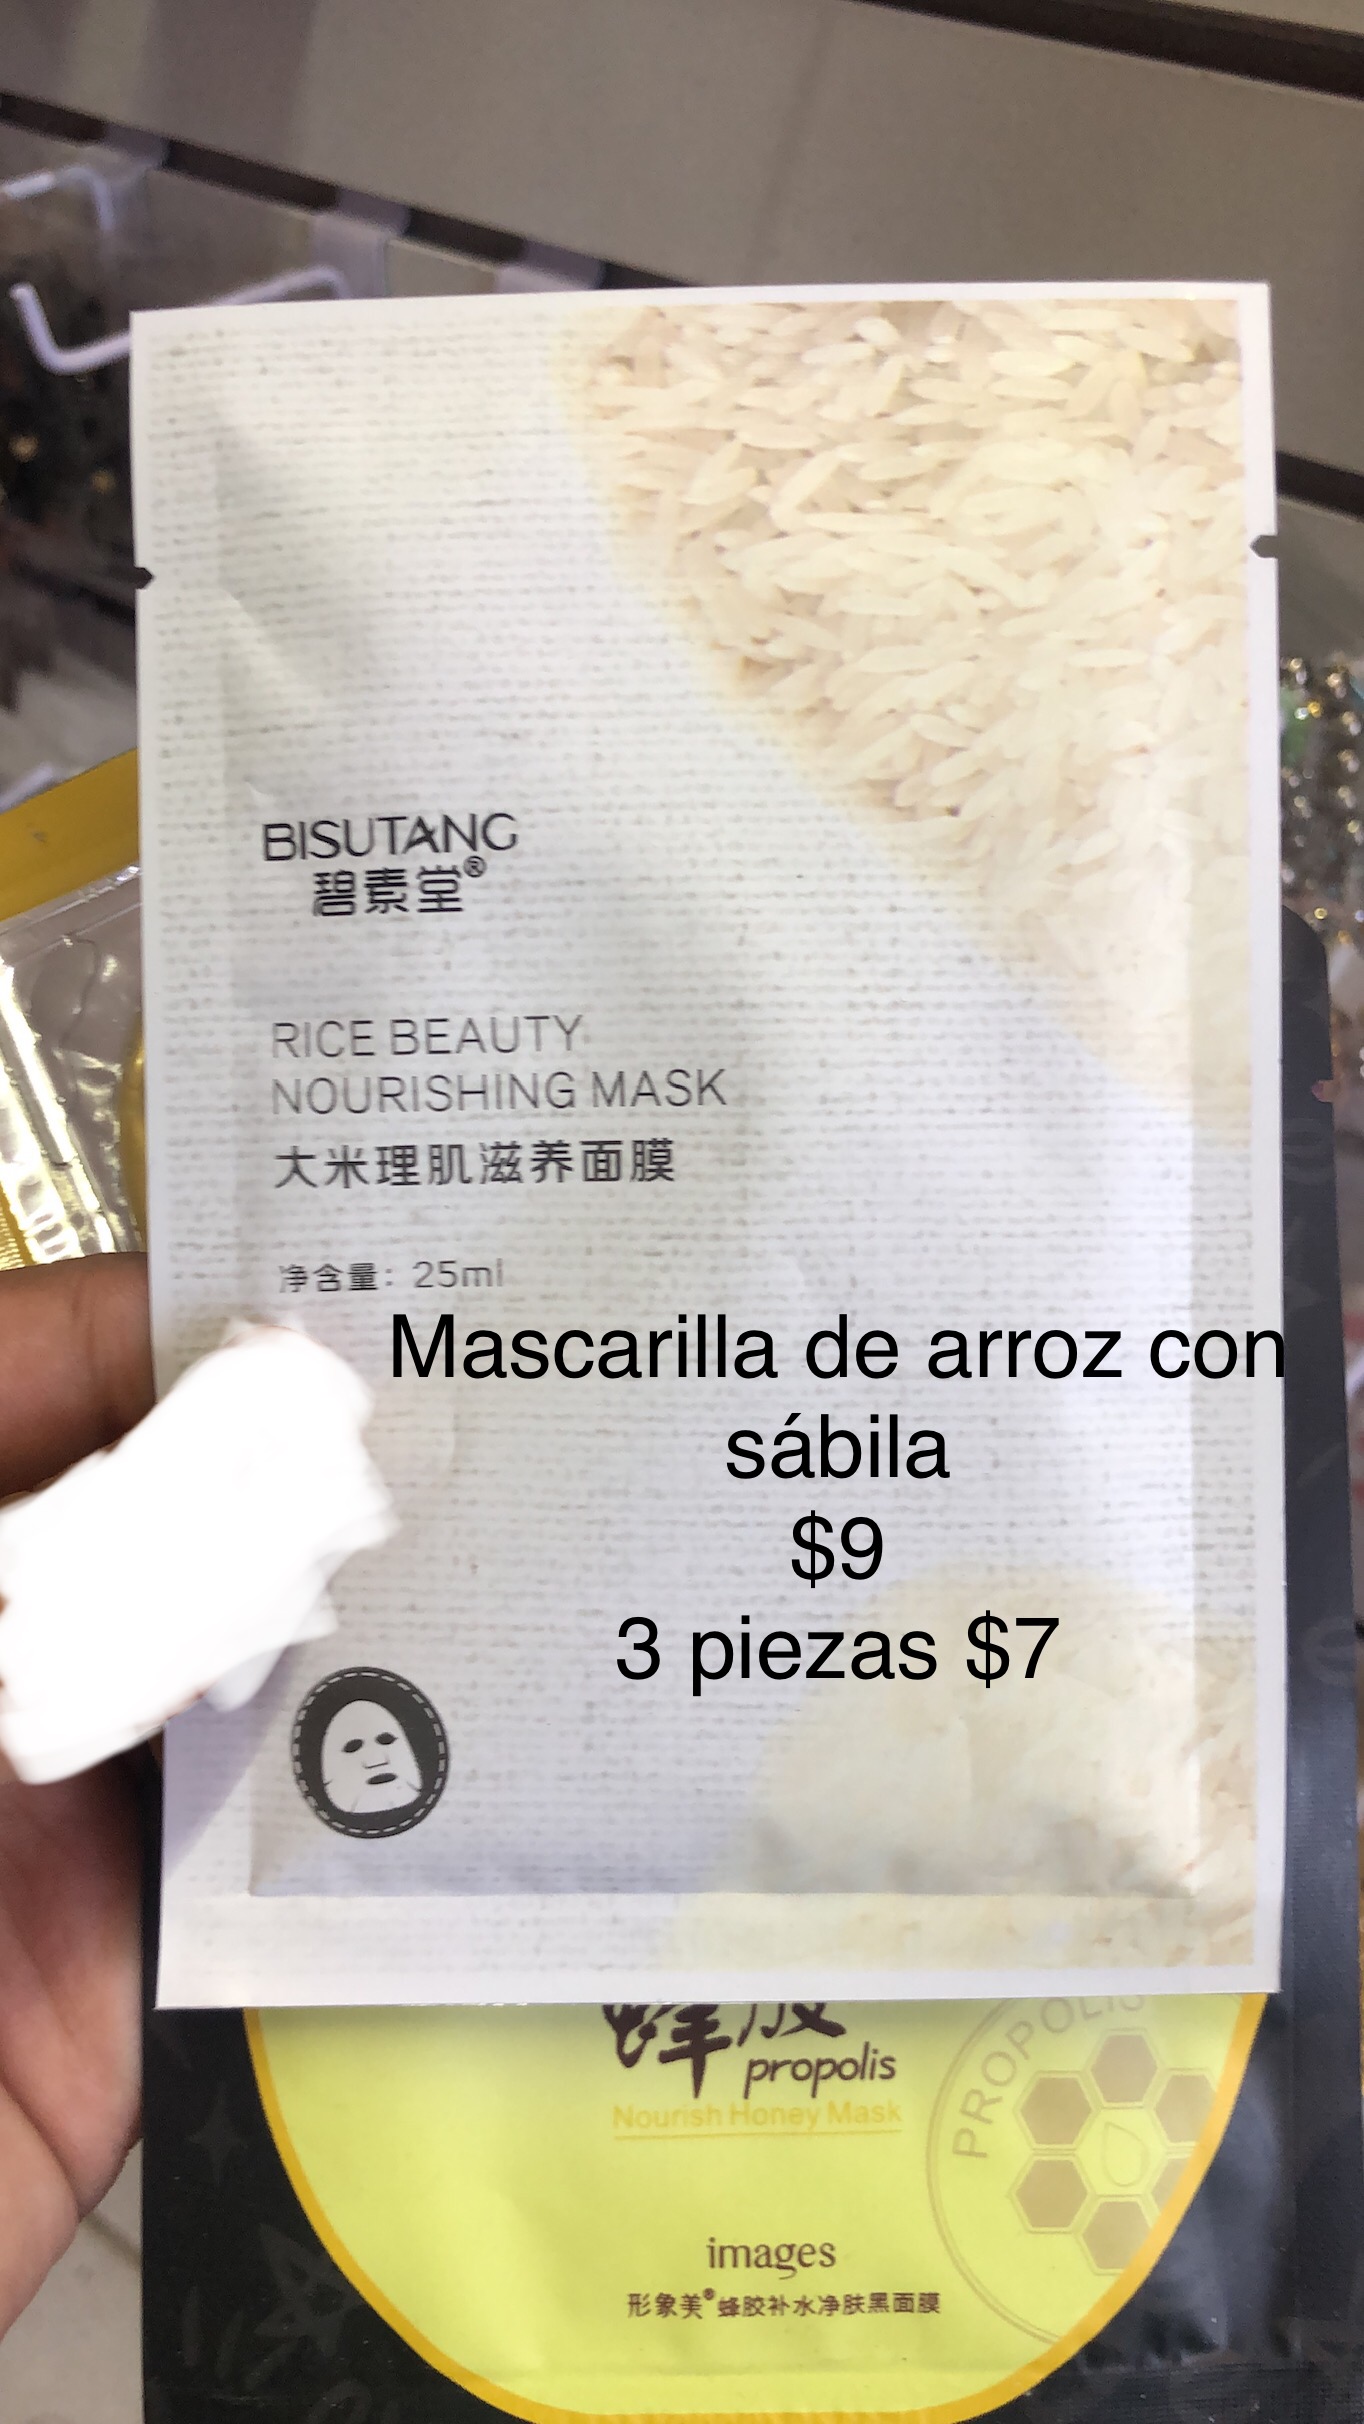 BISUTANG
碧素堂®
RICE BEAUTY
NOURISHING MASK
大米理肌滋养面膜
净含量: 25ml
Mascarilla de arroz con
sábila
$9
3 piezas $7
蜂胶
propolis
PROPOLIS
Nourish Honey Mask
images
形象美®蜂胶补水净肤黑面膜